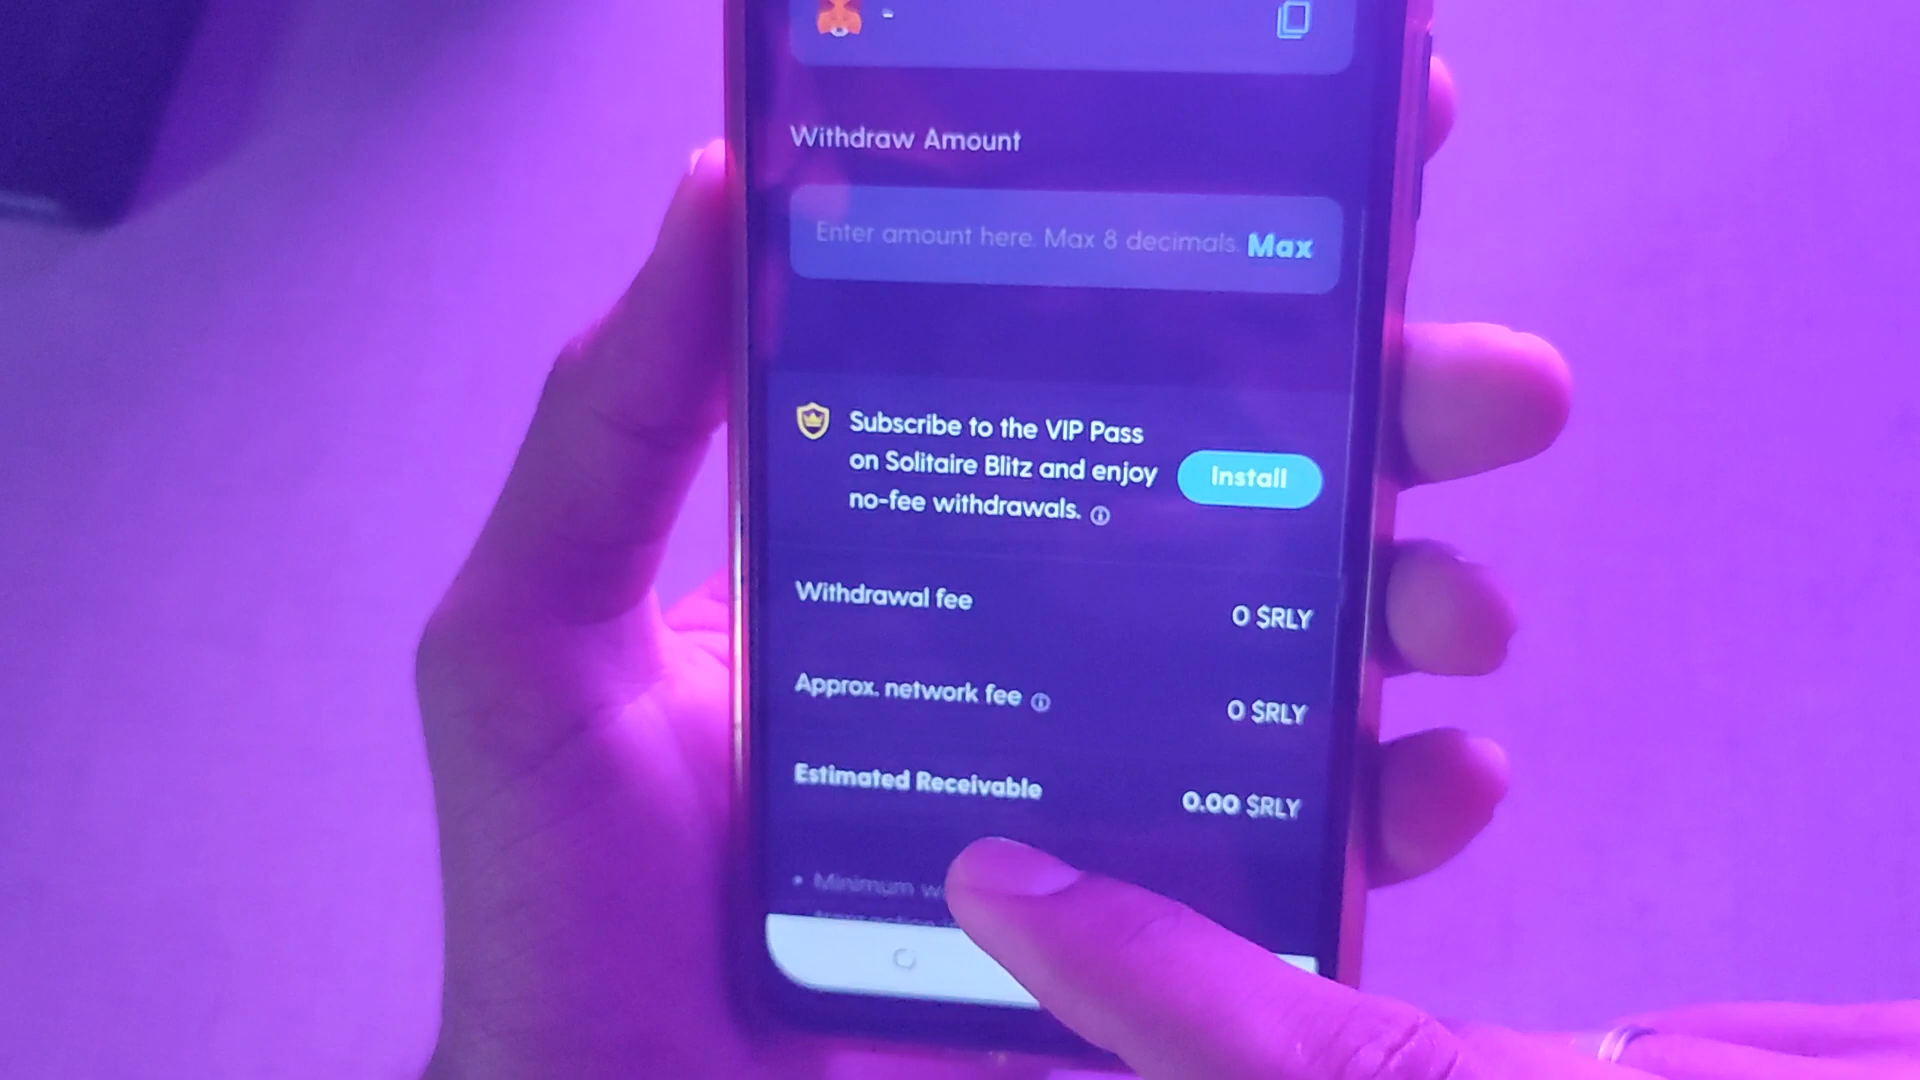 -
Withdraw Amount
Enter amount here. Max 8 decimals. Max
Subscribe to the VIP Pass
on Solitaire Blitz and enjoy
no-fee withdrawals.
Install
Withdrawal fee
0 $RLY
Approx. network fee
0 $RLY
Estimated Receivable
0.00 $RLY
• Minimum